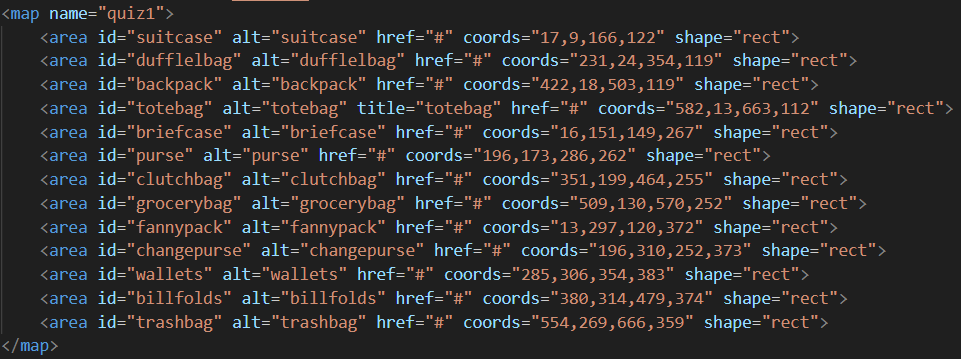 <map name="quiz1">
<area id="suitcase" alt="suitcase" href="#" coords="17,9,166,122" shape="rect">
<area id="dufflelbag" alt="dufflelbag" href="#" coords="231,24,354,119" shape="rect">
<area id="backpack" alt="backpack" href="#" coords="422,18,503,119" shape="rect">
<area id="totebag" alt="totebag" title="totebag" href="#" coords="582,13,663,112" shape="rect">
<area id="briefcase" alt="briefcase" href="#" coords="16,151,149,267" shape="rect">
<area id="purse" alt="purse" href="#" coords="196,173,286,262" shape="rect">
<area id="clutchbag" alt="clutchbag" href="#" coords="351,199,464,255" shape="rect">
<area id="grocerybag" alt="grocerybag" href="#" coords="509,130,570,252" shape="rect">
<area id="fannypack" alt="fannypack" href="#" coords="13,297,120,372" shape="rect">
<area id="changepurse" alt="changepurse" href="#" coords="196,310,252,373" shape="rect">
<area id="wallets" alt="wallets" href="#" coords="285,306,354,383" shape="rect">
<area id="billfolds" alt="billfolds" href="#" coords="380,314,479,374" shape="rect">
<area id="trashbag" alt="trashbag" href="#" coords="554,269,666,359" shape="rect">
</map>